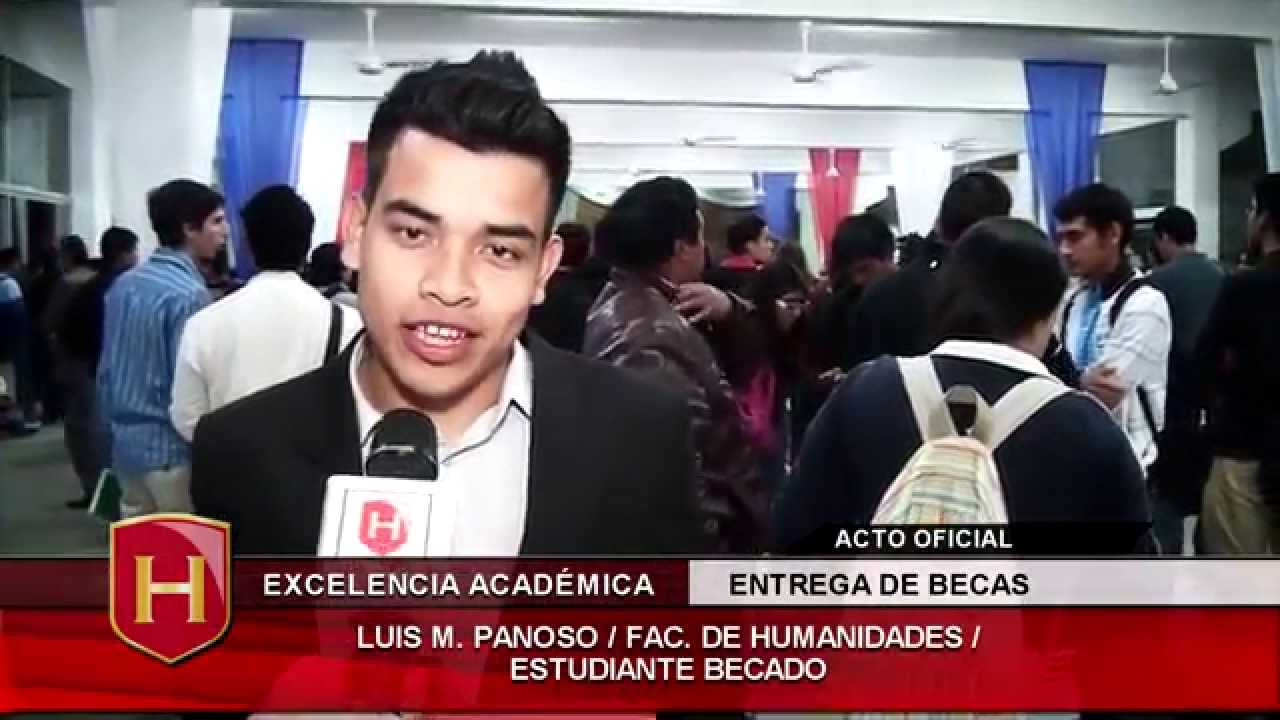 H
ACTO OFICIAL
EXCELENCIA ACADÉMICA
ENTREGA DE BECAS
H
LUIS M. PANOSO / FAC. DE HUMANIDADES /
ESTUDIANTE BECADO